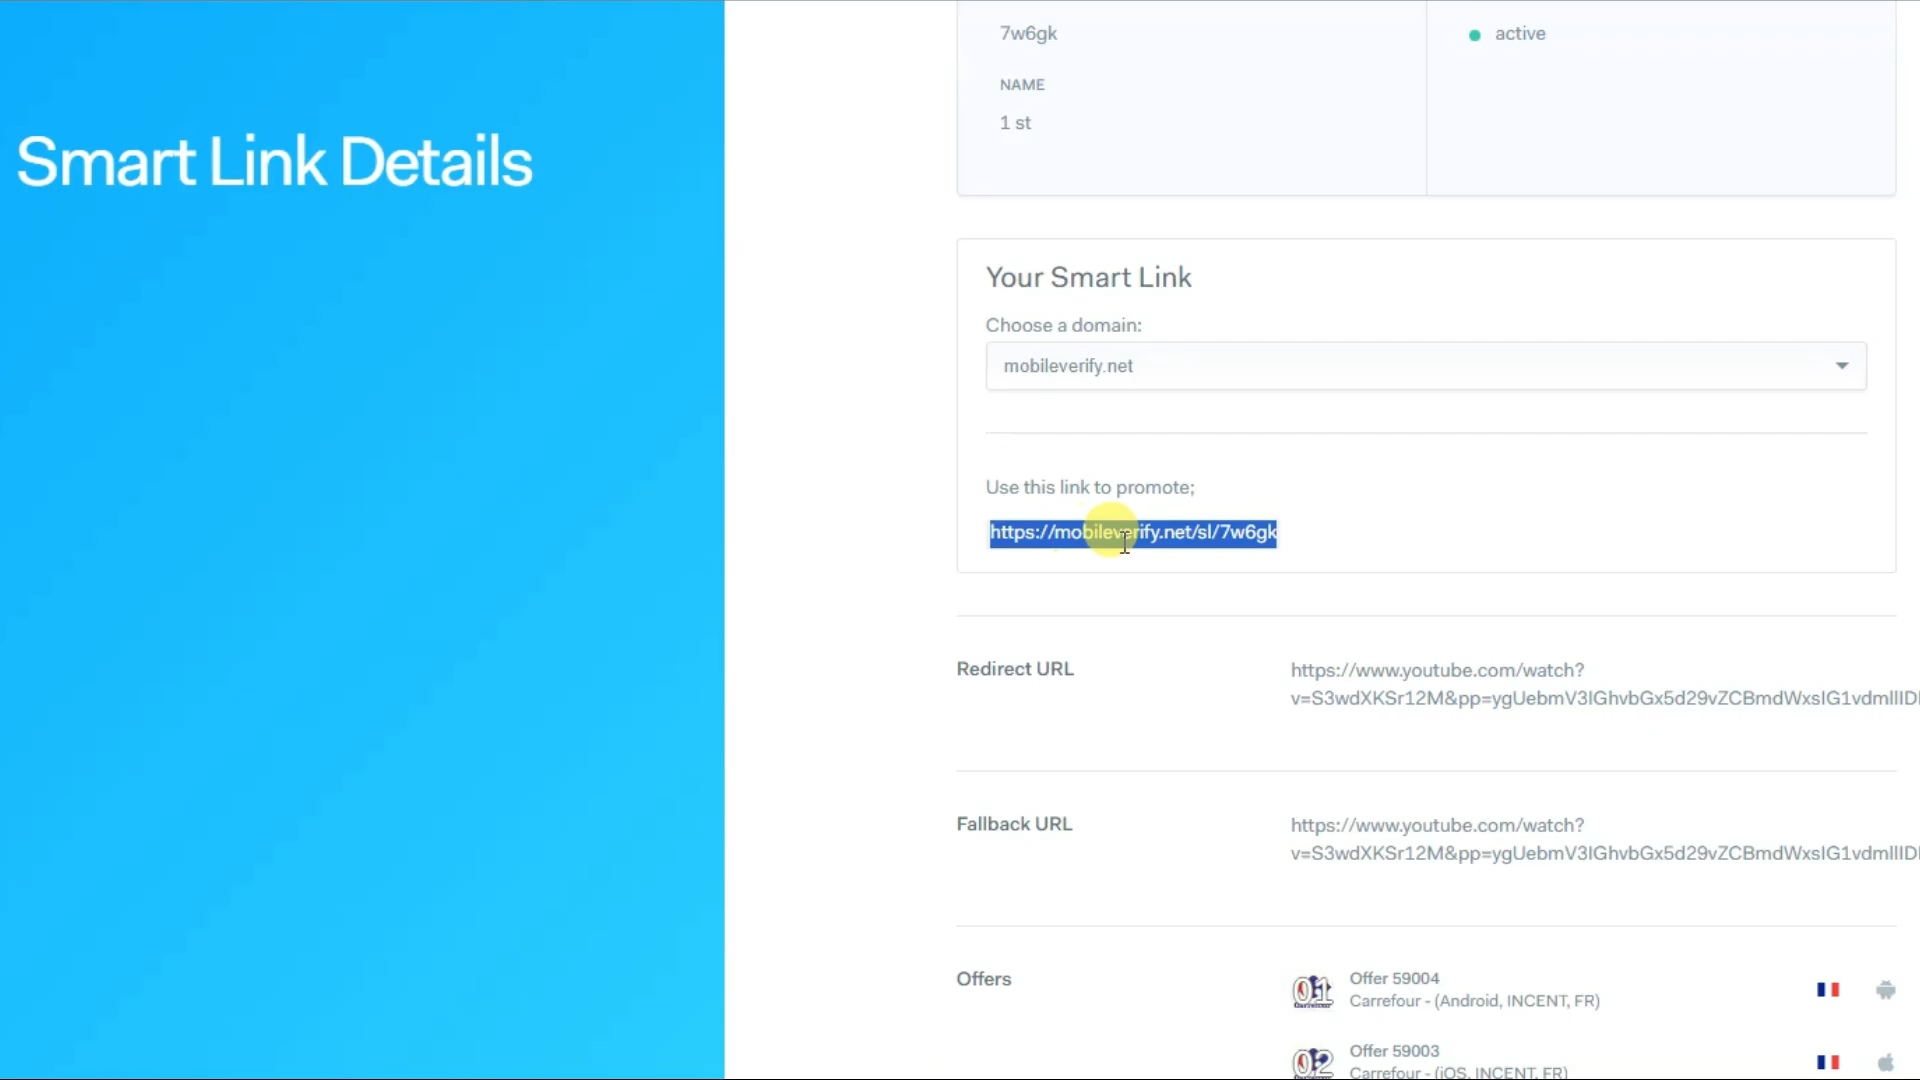 7w6gk
active
NAME
1 st
Smart Link Details
Your Smart Link
Choose a domain:
mobileverify.net
Use this link to promote;
https://mobileverify.net/sl/7w6gk
Redirect URL
https://www.youtube.com/watch?
v=S3wdXKSr12M&pp=ygUebmV3IGhvbGx5d29vZCBmdWxsIG1vdmllIDI
Fallback URL
https://www.youtube.com/watch?
v=S3wdXKSr12M&pp=ygUebmV3IGhvbGx5d29vZCBmdWxsIG1vdmllIDI
Offers
01
Offer 59004
Carrefour - (Android, INCENT, FR)
02
Offer 59003
Carrefour - (iOS, INCENT, FR)